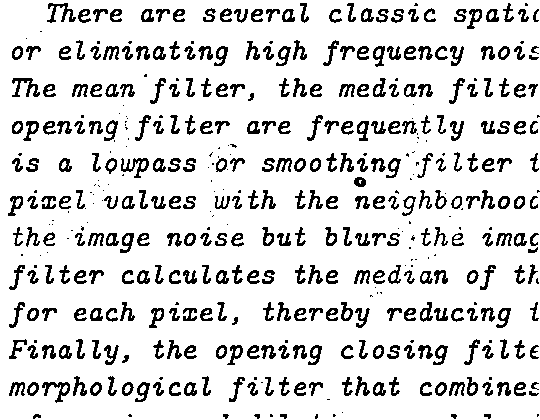 There are several classic spatia
or eliminating high frequency nois
The mean filter, the median filter
opening filter are frequently used
is a lowpass or smoothing filter t
pixel values with the neighborhood
the image noise but blurs the imag
filter calculates the median of th
for each pixel, thereby reducing t
Finally, the opening closing filte
morphological filter that combines